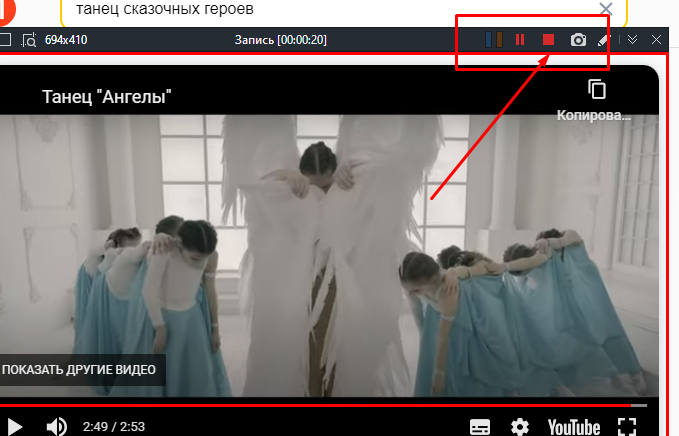 танец сказочных героев
694x410
Запись [00:00:20]
Танец "Ангелы"
Копирова...
ПОКАЗАТЬ ДРУГИЕ ВИДЕО
2:49 / 2:53
YouTube